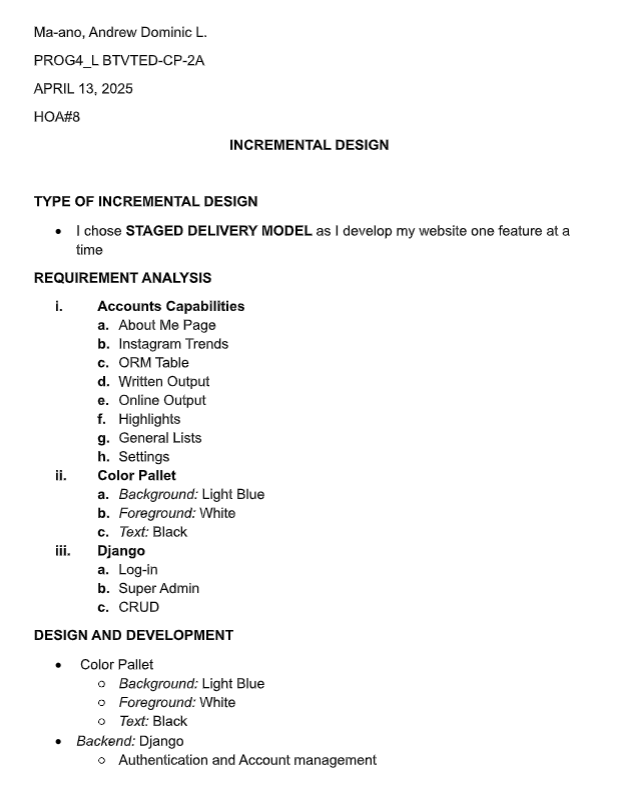 Ma-ano, Andrew Dominic L.
PROG4_L BTVTED-CP-2A
APRIL 13, 2025
HOA#8
INCREMENTAL DESIGN
TYPE OF INCREMENTAL DESIGN
• I chose STAGED DELIVERY MODEL as I develop my website one feature at a
time
REQUIREMENT ANALYSIS
i. Accounts Capabilities
a. About Me Page
b. Instagram Trends
c. ORM Table
d. Written Output
e. Online Output
f. Highlights
g. General Lists
h. Settings
ii. Color Pallet
a. Background: Light Blue
b. Foreground: White
c. Text: Black
iii. Django
a. Log-in
b. Super Admin
c. CRUD
DESIGN AND DEVELOPMENT
• Color Pallet
o Background: Light Blue
o Foreground: White
o Text: Black
• Backend: Django
o Authentication and Account management